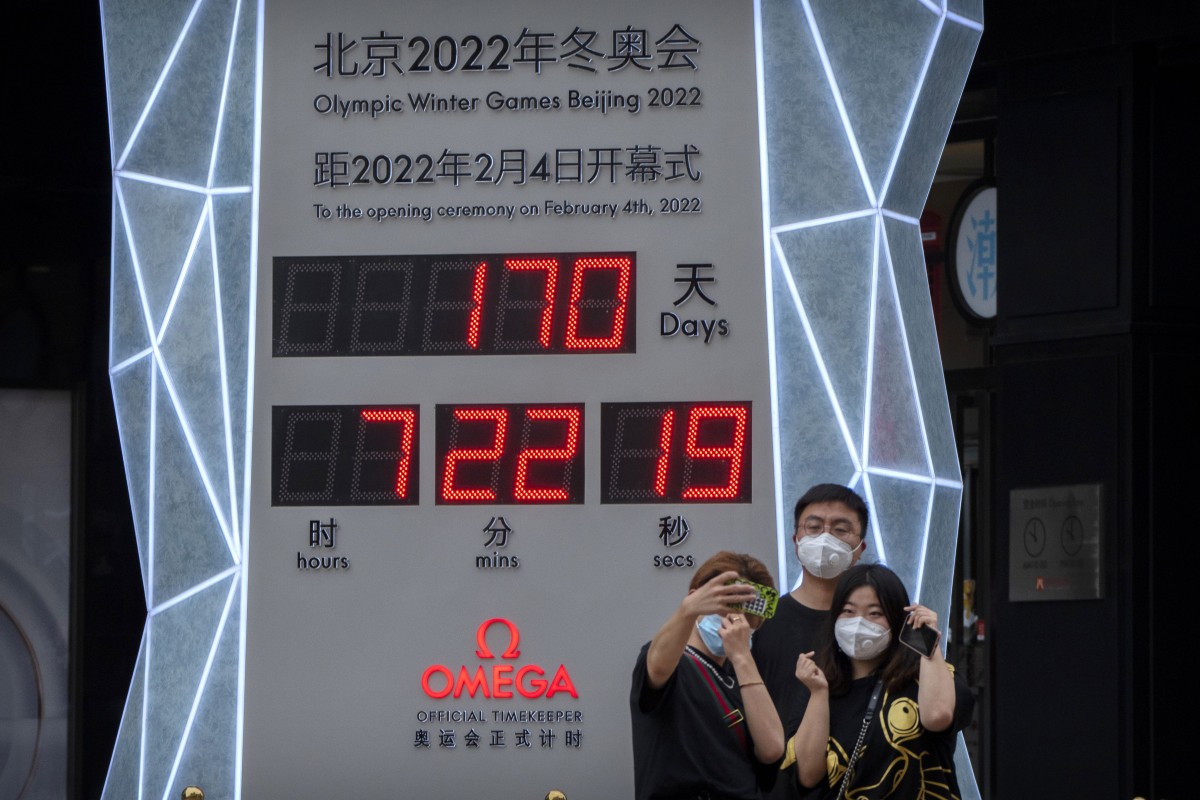 北京2022年冬奥会
Olympic Winter Games Beijing 2022
距2022年2月4日开幕式
To the opening ceremony on February 4th, 2022
170 天
Days
7 22 19
时 分 秒
hours mins secs
Ω
OMEGA
OFFICIAL TIMEKEEPER
奥运会正式计时
潮